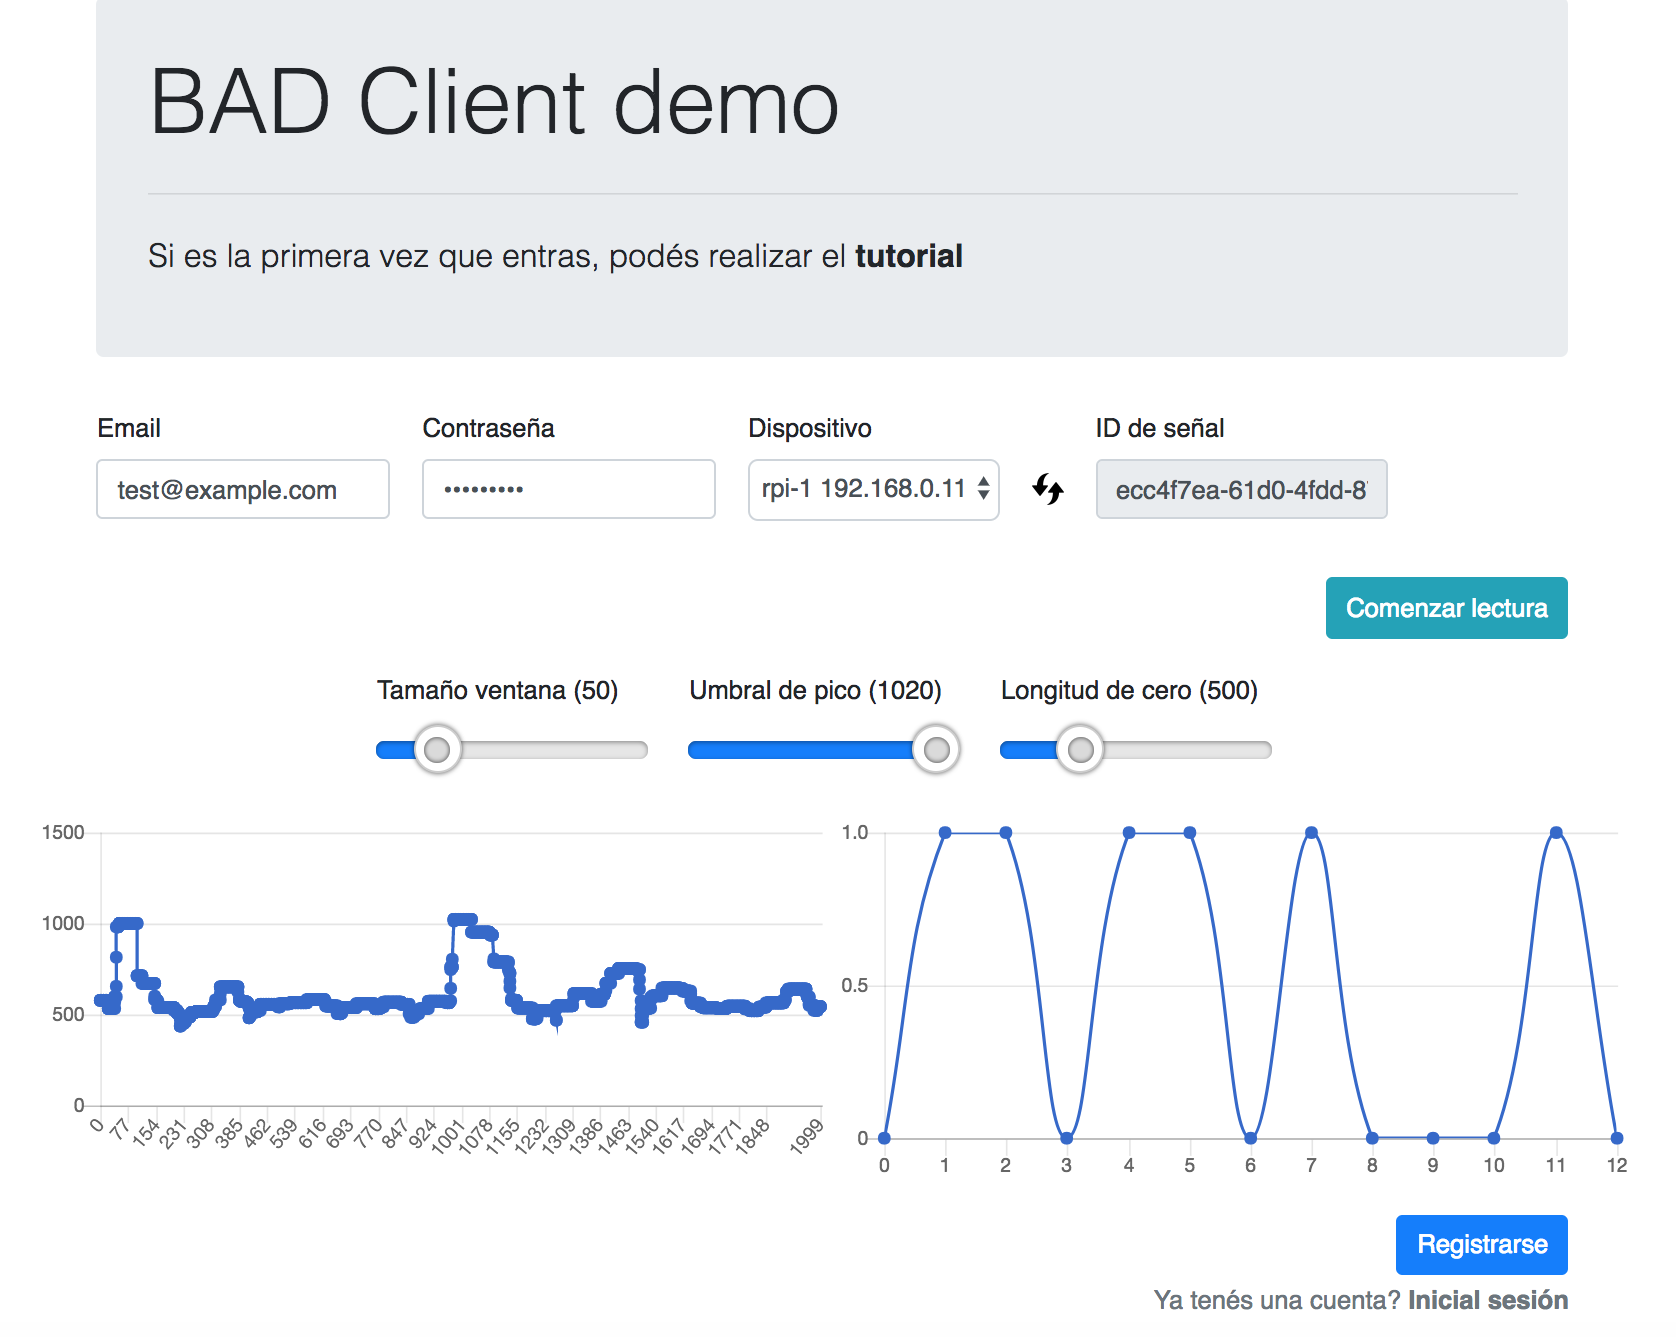 BAD Client demo
Si es la primera vez que entras, podés realizar el tutorial
Email
Contraseña
Dispositivo
ID de señal
test@example.com
•••••••••
rpi-1 192.168.0.11
ecc4f7ea-61d0-4fdd-8
Comenzar lectura
Tamaño ventana (50)
Umbral de pico (1020)
Longitud de cero (500)
1500
1000
500
0
0 77 154 231 308 385 462 539 616 693 770 847 924 1001 1078 1155 1232 1309 1386 1463 1540 1617 1694 1771 1848 1999
1.0
0.5
0
0 1 2 3 4 5 6 7 8 9 10 11 12
Registrarse
Ya tenés una cuenta? Inicial sesión